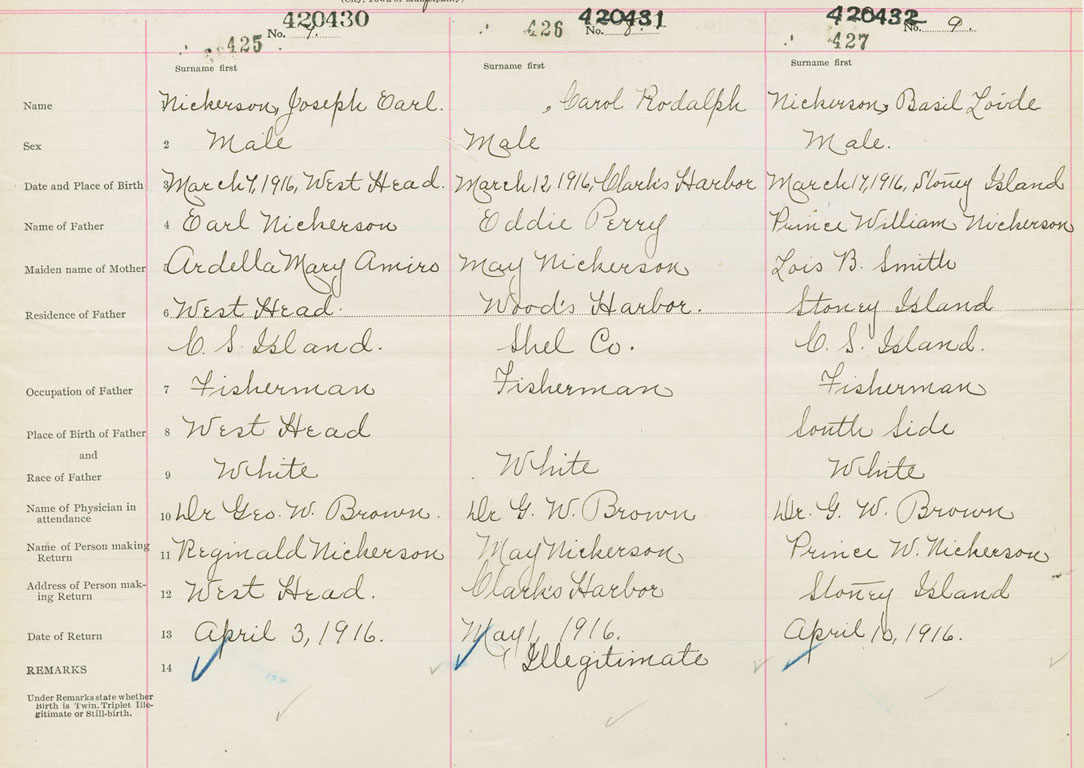 420430 420431 420432
425 No. 7. 426 No. 8. 427 No. 9.
Surname first Surname first Surname first
Name Nickerson, Joseph Earl. , Carol Rodalph Nickerson, Basil Loide
Sex 2 Male Male Male.
Date and Place of Birth 3 March 7, 1916, West Head. March 12, 1916, Clark's Harbor March 17, 1916, Stoney Island
Name of Father 4 Earl Nickerson Eddie Perry Prince William Nickerson
Maiden name of Mother 5 Ardella Mary Amiro May Nickerson Lois B. Smith
Residence of Father 6 West Head. Wood's Harbor. Stoney Island
C. S. Island. Shel Co. C. S. Island.
Occupation of Father 7 Fisherman Fisherman Fisherman
Place of Birth of Father 8 West Head South Side
and
Race of Father 9 White White White
Name of Physician in
attendance 10 Dr Geo. W. Brown. Dr G. W. Brown Dr. G. W. Brown
Name of Person making
Return 11 Reginald Nickerson May Nickerson Prince W. Nickerson
Address of Person mak-
ing Return 12 West Head. Clark's Harbor Stoney Island
Date of Return 13 April 3, 1916. May 1, 1916. April 10, 1916.
REMARKS 14 Illegitimate
Under Remarks state whether
Birth is Twin, Triplet Ille-
gitimate or Still-birth.